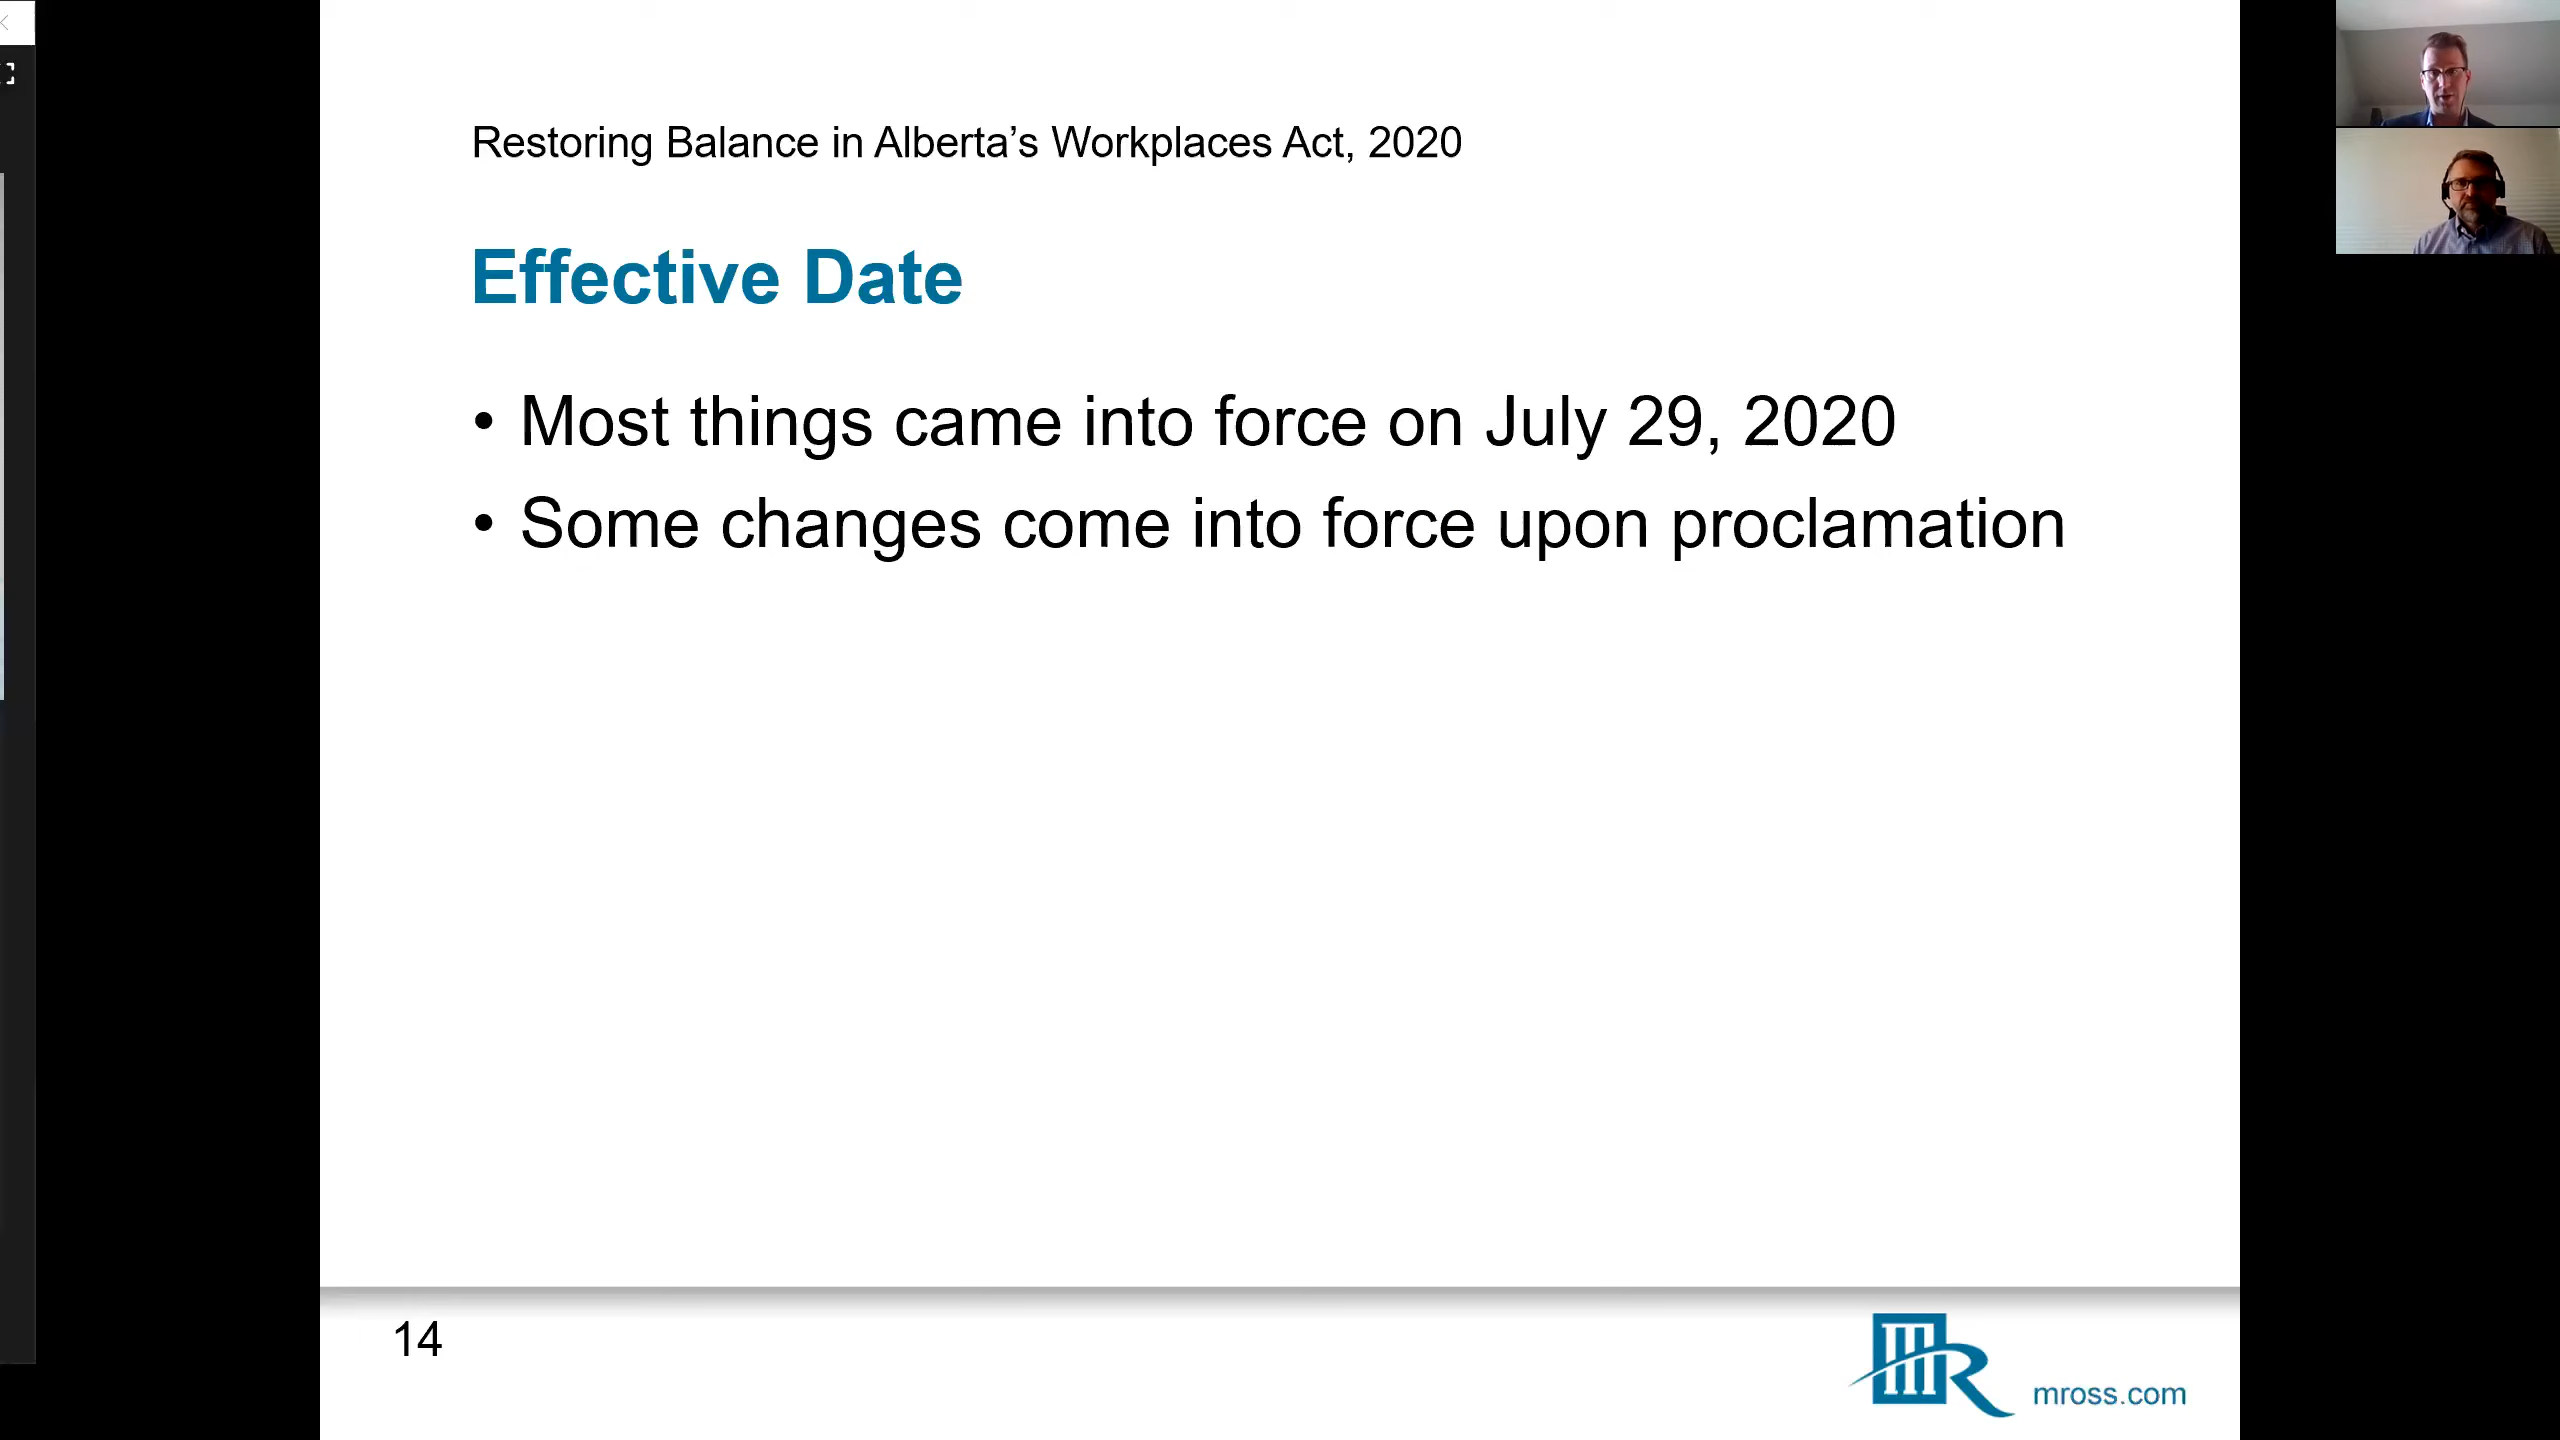 Restoring Balance in Alberta’s Workplaces Act, 2020
Effective Date
• Most things came into force on July 29, 2020
• Some changes come into force upon proclamation
14
MR
mross.com